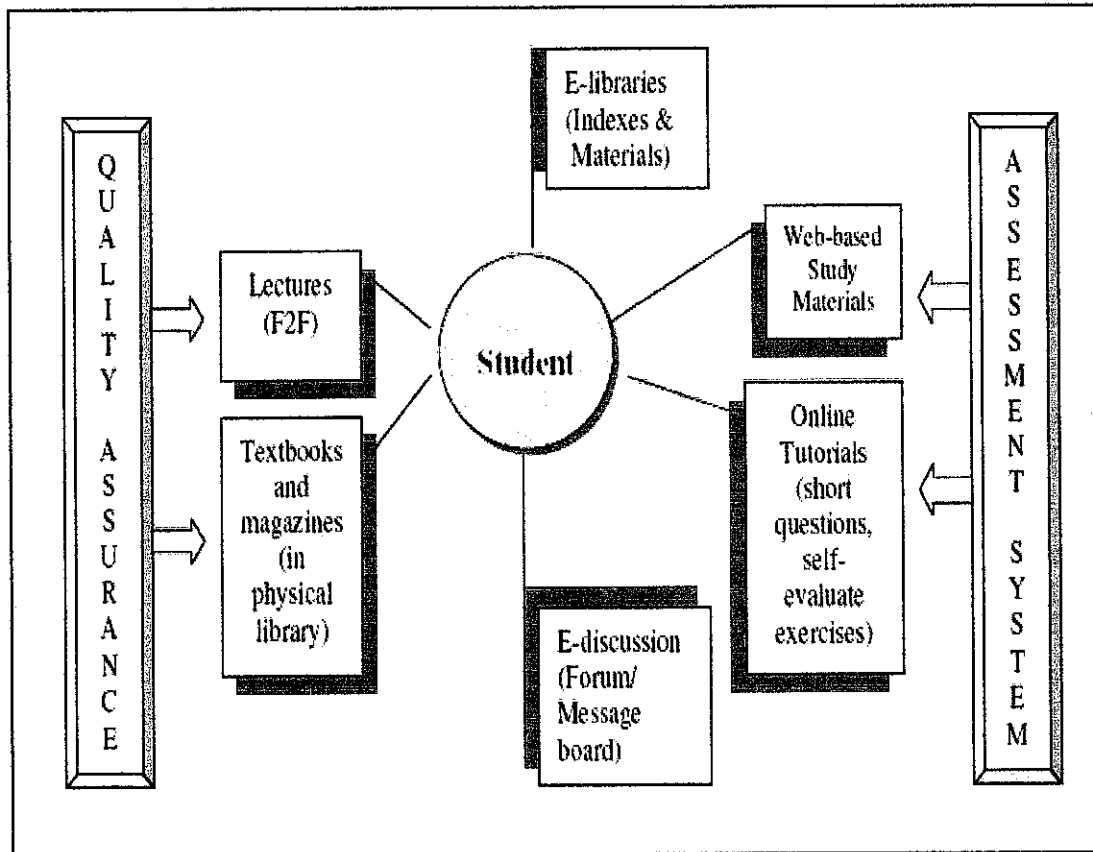 E-libraries
(Indexes &
Materials)
QUALITY ASSURANCE
Lectures
(F2F)
Student
Web-based
Study
Materials
ASSESSMENT SYSTEM
Textbooks
and
magazines
(in
physical
library)
Online
Tutorials
(short
questions,
self-
evaluate
exercises)
E-discussion
(Forum/
Message
board)